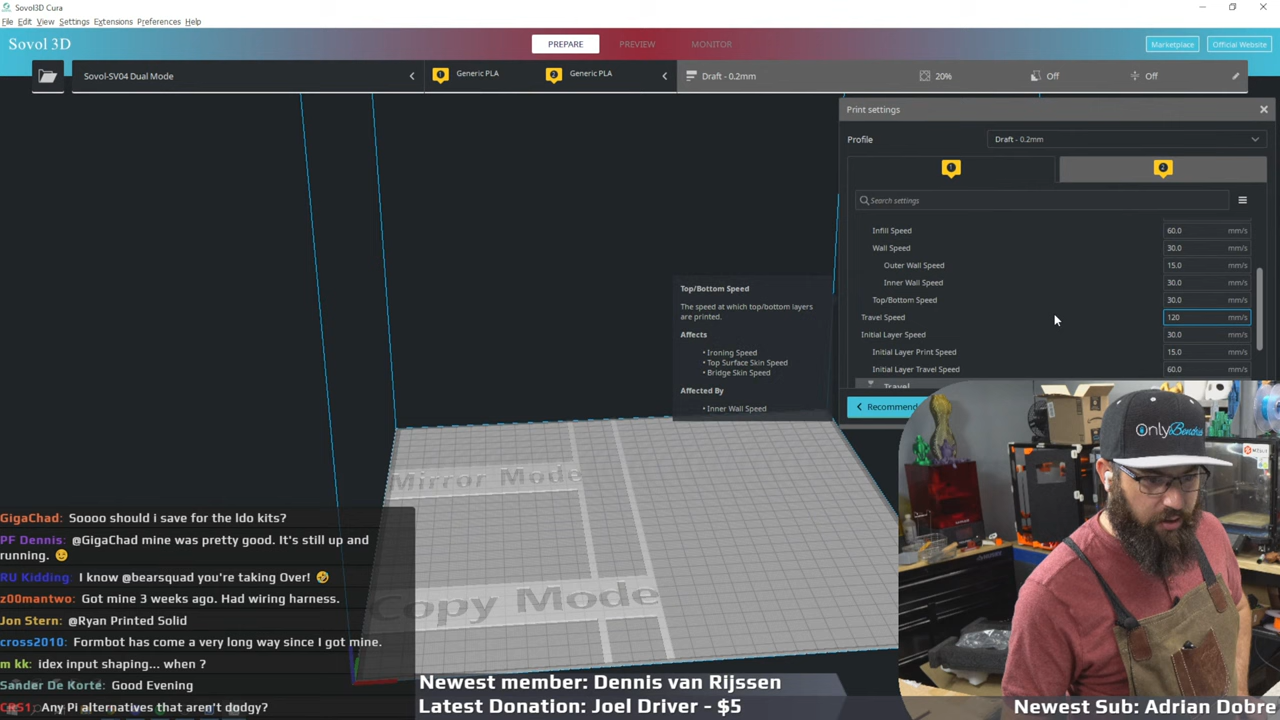 Sovol3D Cura
File Edit View Settings Extensions Preferences Help
Sovol 3D
PREPARE
PREVIEW
MONITOR
Marketplace
Official Website
Sovol-SV04 Dual Mode
1
Generic PLA
2
Generic PLA
Draft - 0.2mm
20%
Off
Off
Print settings
Profile
Draft - 0.2mm
1
2
Search settings
Infill Speed 60.0 mm/s
Wall Speed 30.0 mm/s
Outer Wall Speed 15.0 mm/s
Inner Wall Speed 30.0 mm/s
Top/Bottom Speed 30.0 mm/s
Travel Speed 120 mm/s
Initial Layer Speed 30.0 mm/s
Initial Layer Print Speed 15.0 mm/s
Initial Layer Travel Speed 60.0 mm/s
Travel
Recommend
Top/Bottom Speed
The speed at which top/bottom layers
are printed.
Affects
• Ironing Speed
• Top Surface Skin Speed
• Bridge Skin Speed
Affected By
• Inner Wall Speed
Mirror Mode
Copy Mode
OnlyBenchys
GigaChad: Soooo should i save for the ldo kits?
PF Dennis: @GigaChad mine was pretty good. It's still up and
running. 😉
RU Kidding: I know @bearsquad you're taking Over! 🤣
z00mantwo: Got mine 3 weeks ago. Had wiring harness.
Jon Stern: @Ryan Printed Solid
cross2010: Formbot has come a very long way since I got mine.
m kk: idex input shaping... when ?
Sander De Korte: Good Evening
CRS1: Any Pi alternatives that aren't dodgy?
Newest member: Dennis van Rijssen
Latest Donation: Joel Driver - $5
Newest Sub: Adrian Dobre